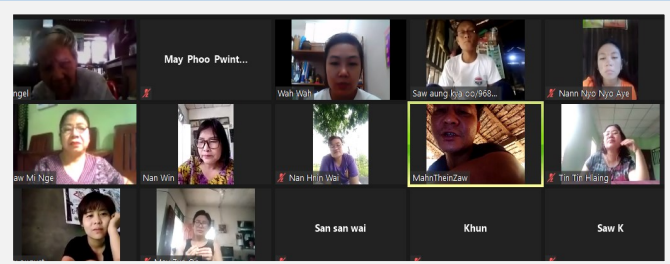 ngel
May Phoo Pwint...
Wah Wah
Saw aung kya oo/968...
Nann Nyo Nyo Aye
aw Mi Nge
Nan Win
Nan Hnin Wai
MahnTheinZaw
Tin Tin Hlaing
San san wai
Khun
Saw K